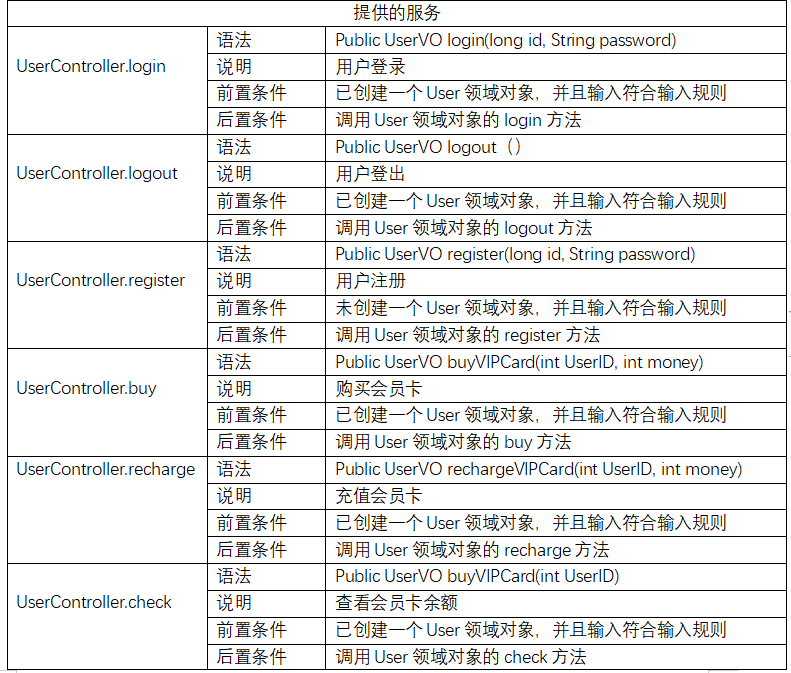 提供的服务
UserController.login
语法 Public UserVO login(long id, String password)
说明 用户登录
前置条件 已创建一个 User 领域对象，并且输入符合输入规则
后置条件 调用 User 领域对象的 login 方法
UserController.logout
语法 Public UserVO logout（）
说明 用户登出
前置条件 已创建一个 User 领域对象，并且输入符合输入规则
后置条件 调用 User 领域对象的 logout 方法
UserController.register
语法 Public UserVO register(long id, String password)
说明 用户注册
前置条件 未创建一个 User 领域对象，并且输入符合输入规则
后置条件 调用 User 领域对象的 register 方法
UserController.buy
语法 Public UserVO buyVIPCard(int UserID, int money)
说明 购买会员卡
前置条件 已创建一个 User 领域对象，并且输入符合输入规则
后置条件 调用 User 领域对象的 buy 方法
UserController.recharge
语法 Public UserVO rechargeVIPCard(int UserID, int money)
说明 充值会员卡
前置条件 已创建一个 User 领域对象，并且输入符合输入规则
后置条件 调用 User 领域对象的 recharge 方法
UserController.check
语法 Public UserVO buyVIPCard(int UserID)
说明 查看会员卡余额
前置条件 已创建一个 User 领域对象，并且输入符合输入规则
后置条件 调用 User 领域对象的 check 方法